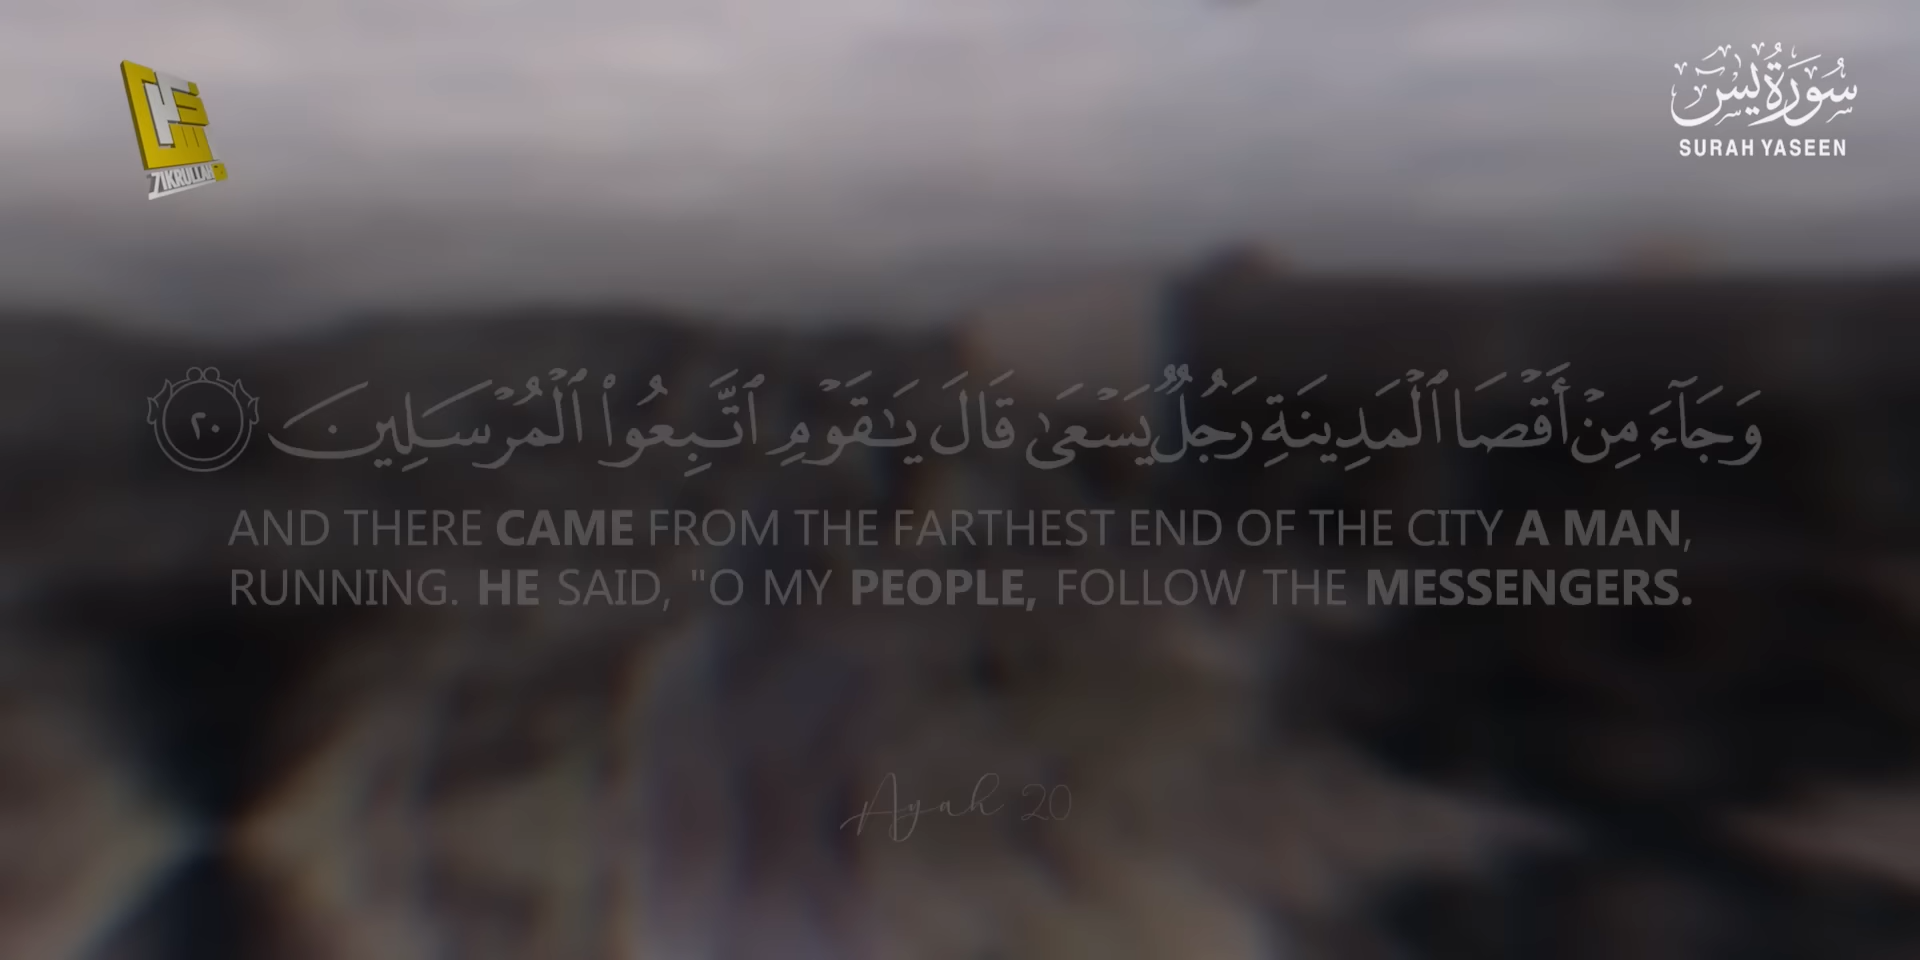 ZIKRULLAH
سُورَةُ يس
SURAH YASEEN
وَجَآءَ مِنْ أَقْصَا ٱلْمَدِينَةِ رَجُلٌ يَسْعَىٰ قَالَ يَـٰقَوْمِ ٱتَّبِعُوا۟ ٱلْمُرْسَلِينَ ٢٠
AND THERE CAME FROM THE FARTHEST END OF THE CITY A MAN,
RUNNING. HE SAID, "O MY PEOPLE, FOLLOW THE MESSENGERS.
Ayah 20